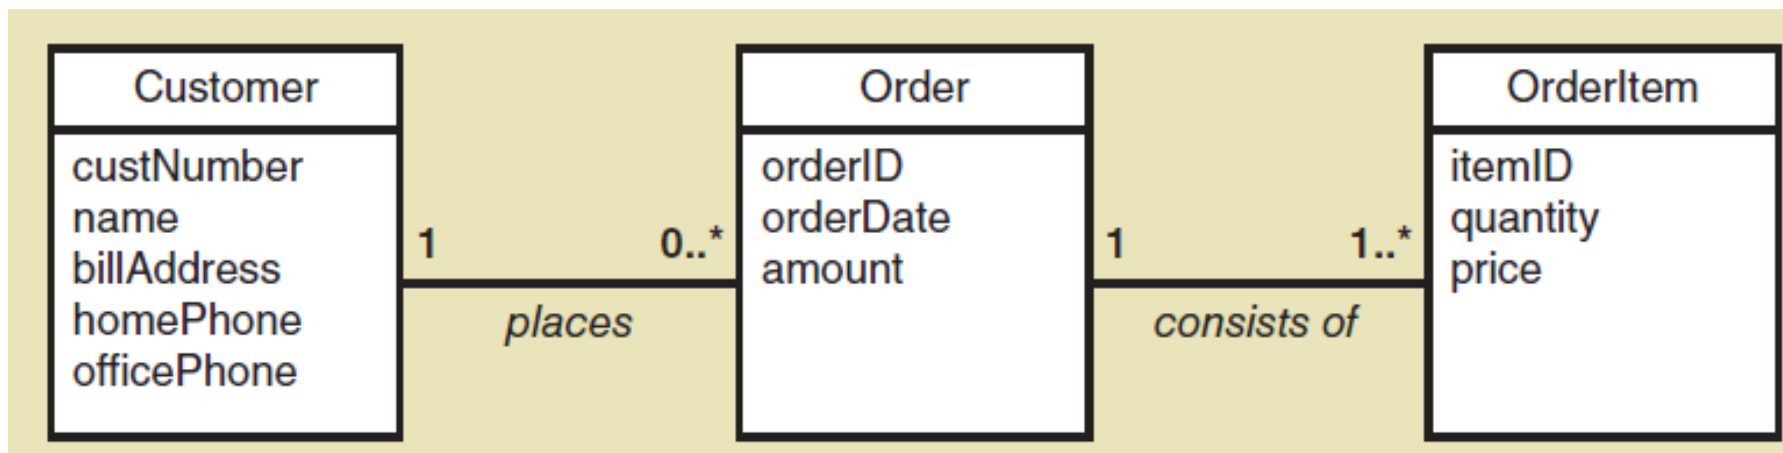 Customer
custNumber
name
billAddress
homePhone
officePhone
1
0..*
places
Order
orderID
orderDate
amount
1
1..*
consists of
OrderItem
itemID
quantity
price